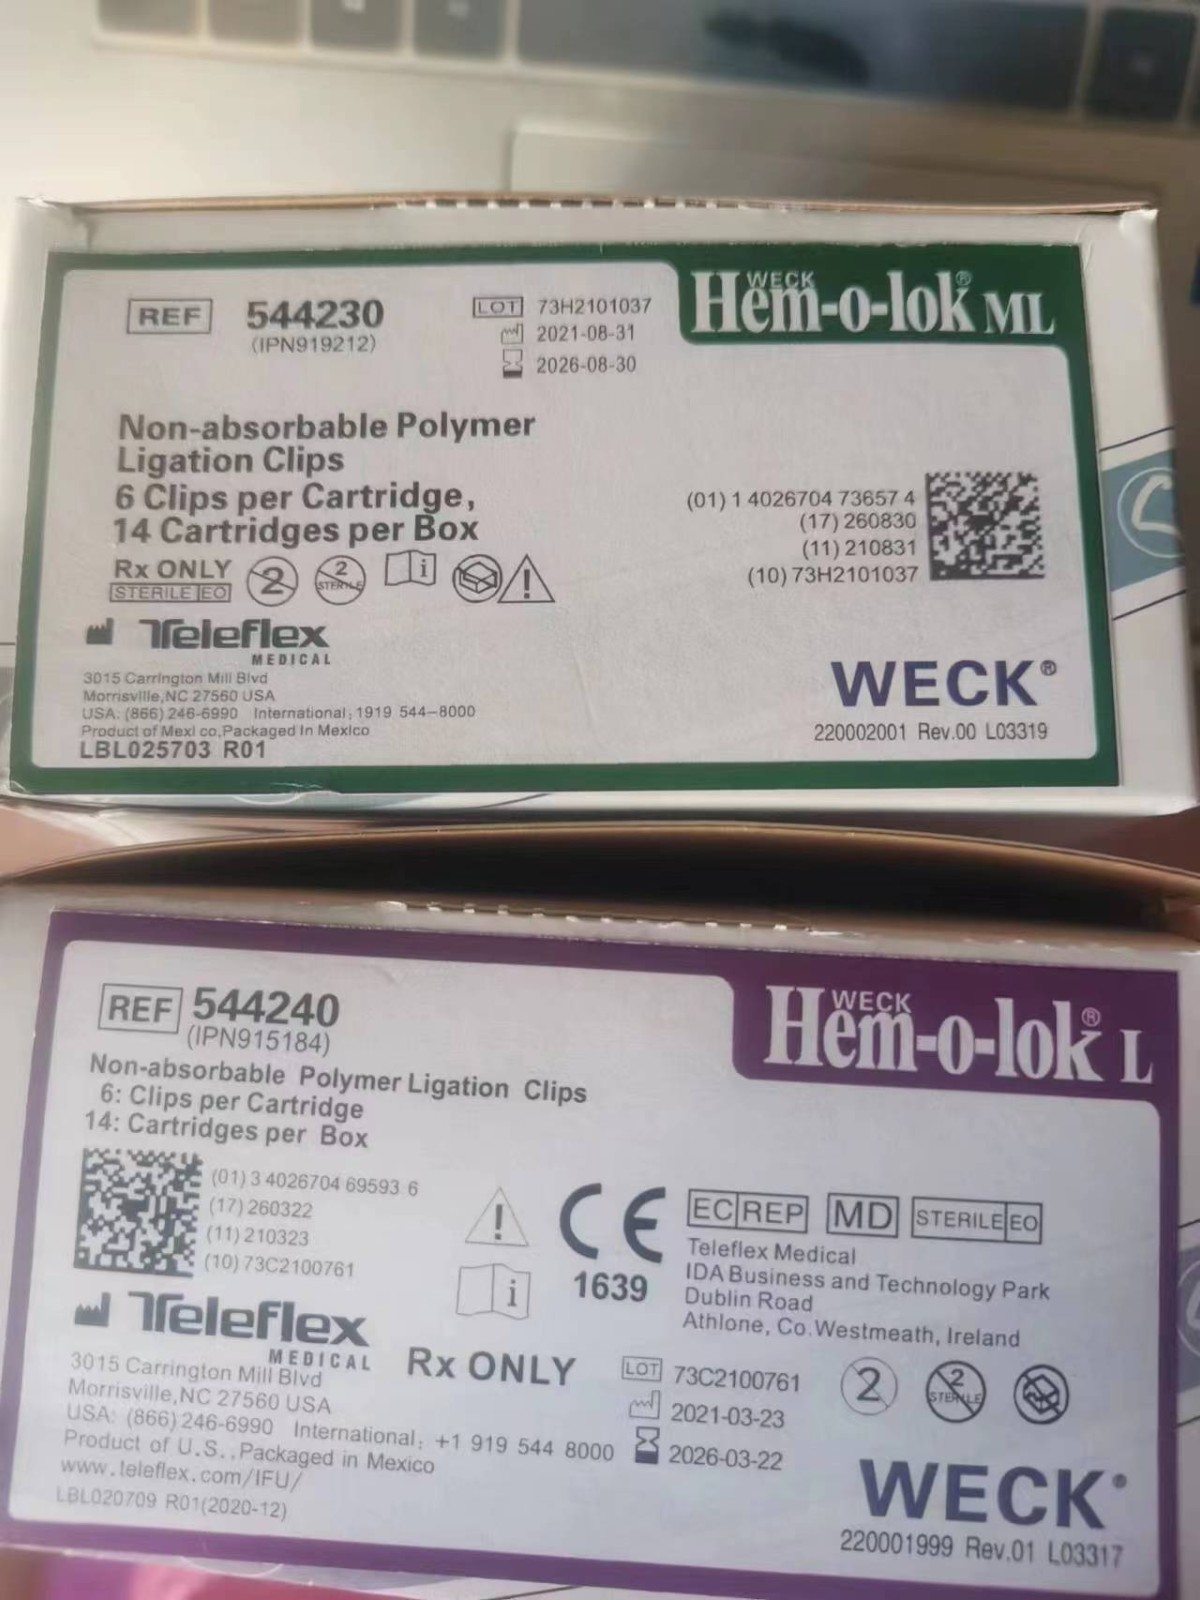 WECK
Hem-o-lok® ML
REF 544230
(IPN919212)
LOT 73H2101037
2021-08-31
2026-08-30
Non-absorbable Polymer
Ligation Clips
6 Clips per Cartridge,
14 Cartridges per Box
(01) 1 4026704 73657 4
(17) 260830
(11) 210831
(10) 73H2101037
Rx ONLY
STERILE EO
2
2
STERILE
i
!
Teleflex
MEDICAL
3015 Carrington Mill Blvd
Morrisville,NC 27560 USA
USA: (866) 246-6990 International; 1919 544-8000
Product of Mexi co,Packaged In Mexico
LBL025703 R01
WECK®
220002001 Rev.00 L03319
WECK
Hem-o-lok® L
REF 544240
(IPN915184)
Non-absorbable Polymer Ligation Clips
6: Clips per Cartridge
14: Cartridges per Box
(01) 3 4026704 69593 6
(17) 260322
(11) 210323
(10) 73C2100761
!
i
CE
1639
EC REP MD STERILE EO
Teleflex Medical
IDA Business and Technology Park
Dublin Road
Athlone, Co.Westmeath, Ireland
Teleflex
MEDICAL
Rx ONLY
3015 Carrington Mill Blvd
Morrisville,NC 27560 USA
USA: (866) 246-6990 International: +1 919 544 8000
Product of U.S..Packaged in Mexico
www.teleflex.com/IFU/
LBL020709 R01(2020-12)
LOT 73C2100761
2021-03-23
2026-03-22
2
2
STERILE
WECK®
220001999 Rev.01 L03317